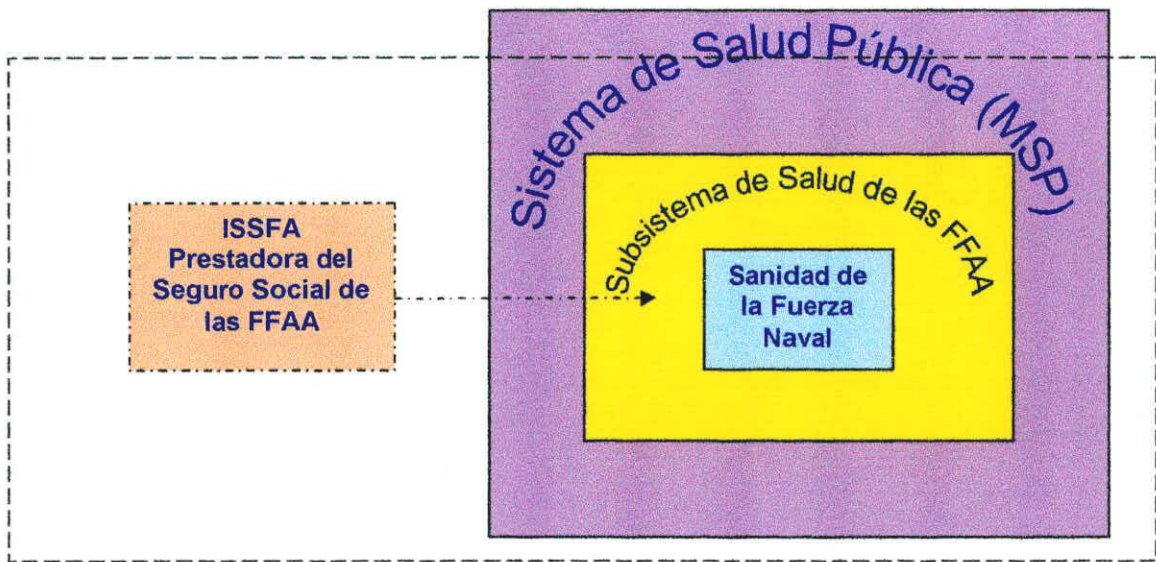 Sistema de Salud Pública (MSP)
Subsistema de Salud de las FFAA
ISSFA
Prestadora del
Seguro Social de
las FFAA
Sanidad de
la Fuerza
Naval